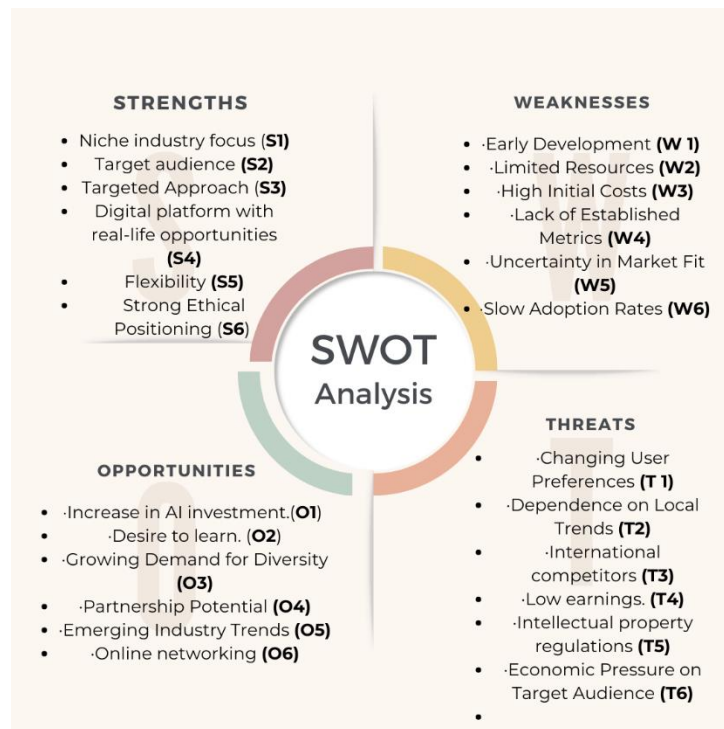 STRENGTHS
• Niche industry focus (S1)
• Target audience (S2)
• Targeted Approach (S3)
• Digital platform with
real-life opportunities
(S4)
• Flexibility (S5)
• Strong Ethical
Positioning (S6)
WEAKNESSES
• ·Early Development (W 1)
• ·Limited Resources (W2)
• ·High Initial Costs (W3)
• ·Lack of Established
Metrics (W4)
• ·Uncertainty in Market Fit
(W5)
• ·Slow Adoption Rates (W6)
S
W
SWOT
Analysis
OPPORTUNITIES
• ·Increase in AI investment.(O1)
• ·Desire to learn. (O2)
• ·Growing Demand for Diversity
(O3)
• ·Partnership Potential (O4)
• ·Emerging Industry Trends (O5)
• ·Online networking (O6)
O
THREATS
• ·Changing User
Preferences (T 1)
• ·Dependence on Local
Trends (T2)
• ·International
competitors (T3)
• ·Low earnings. (T4)
• ·Intellectual property
regulations (T5)
• ·Economic Pressure on
Target Audience (T6)
•
T